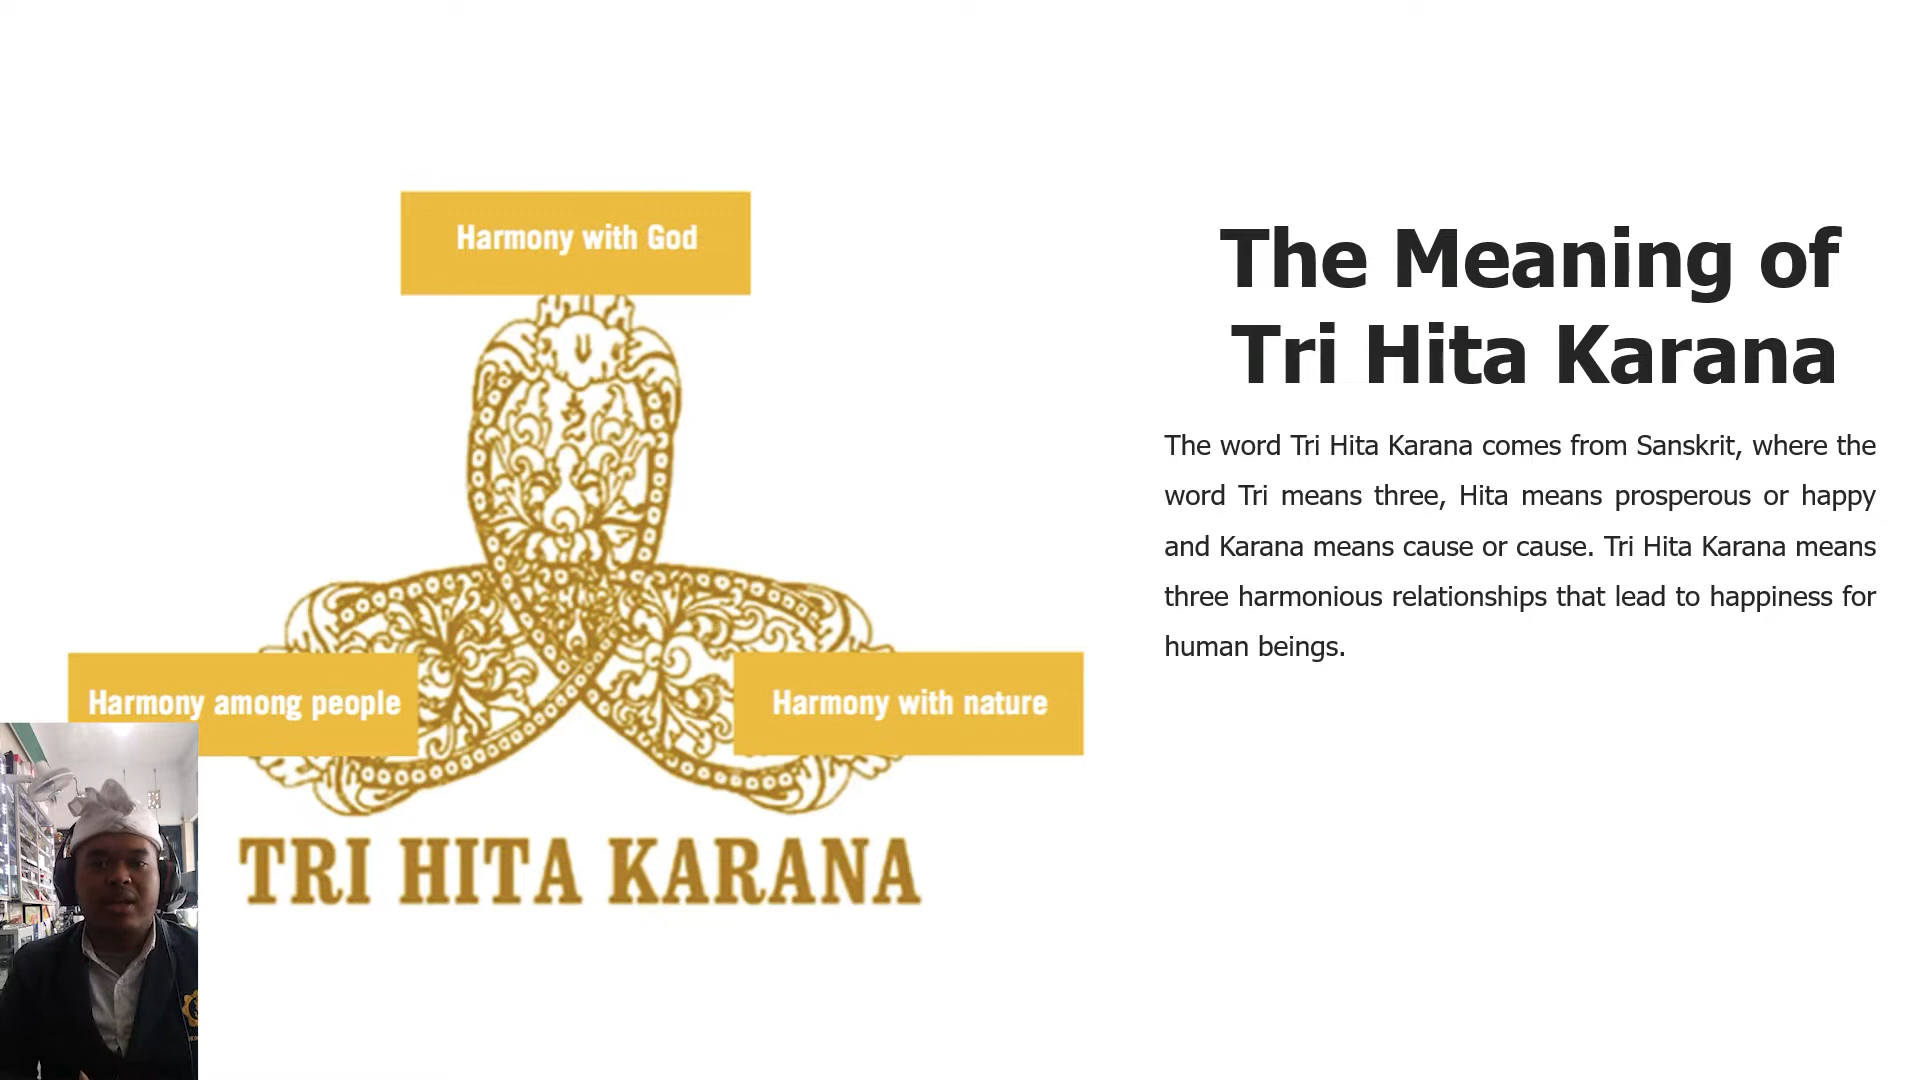 Harmony with God
Harmony among people
Harmony with nature
TRI HITA KARANA
The Meaning of
Tri Hita Karana
The word Tri Hita Karana comes from Sanskrit, where the
word Tri means three, Hita means prosperous or happy
and Karana means cause or cause. Tri Hita Karana means
three harmonious relationships that lead to happiness for
human beings.